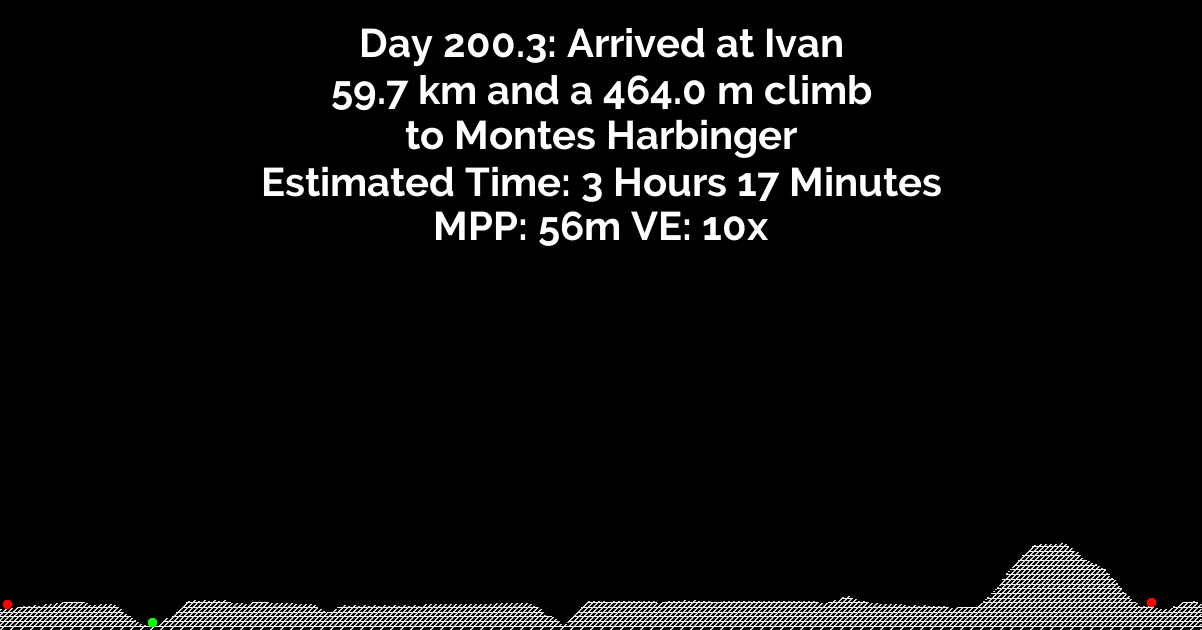 Day 200.3: Arrived at Ivan
59.7 km and a 464.0 m climb
to Montes Harbinger
Estimated Time: 3 Hours 17 Minutes
MPP: 56m VE: 10x